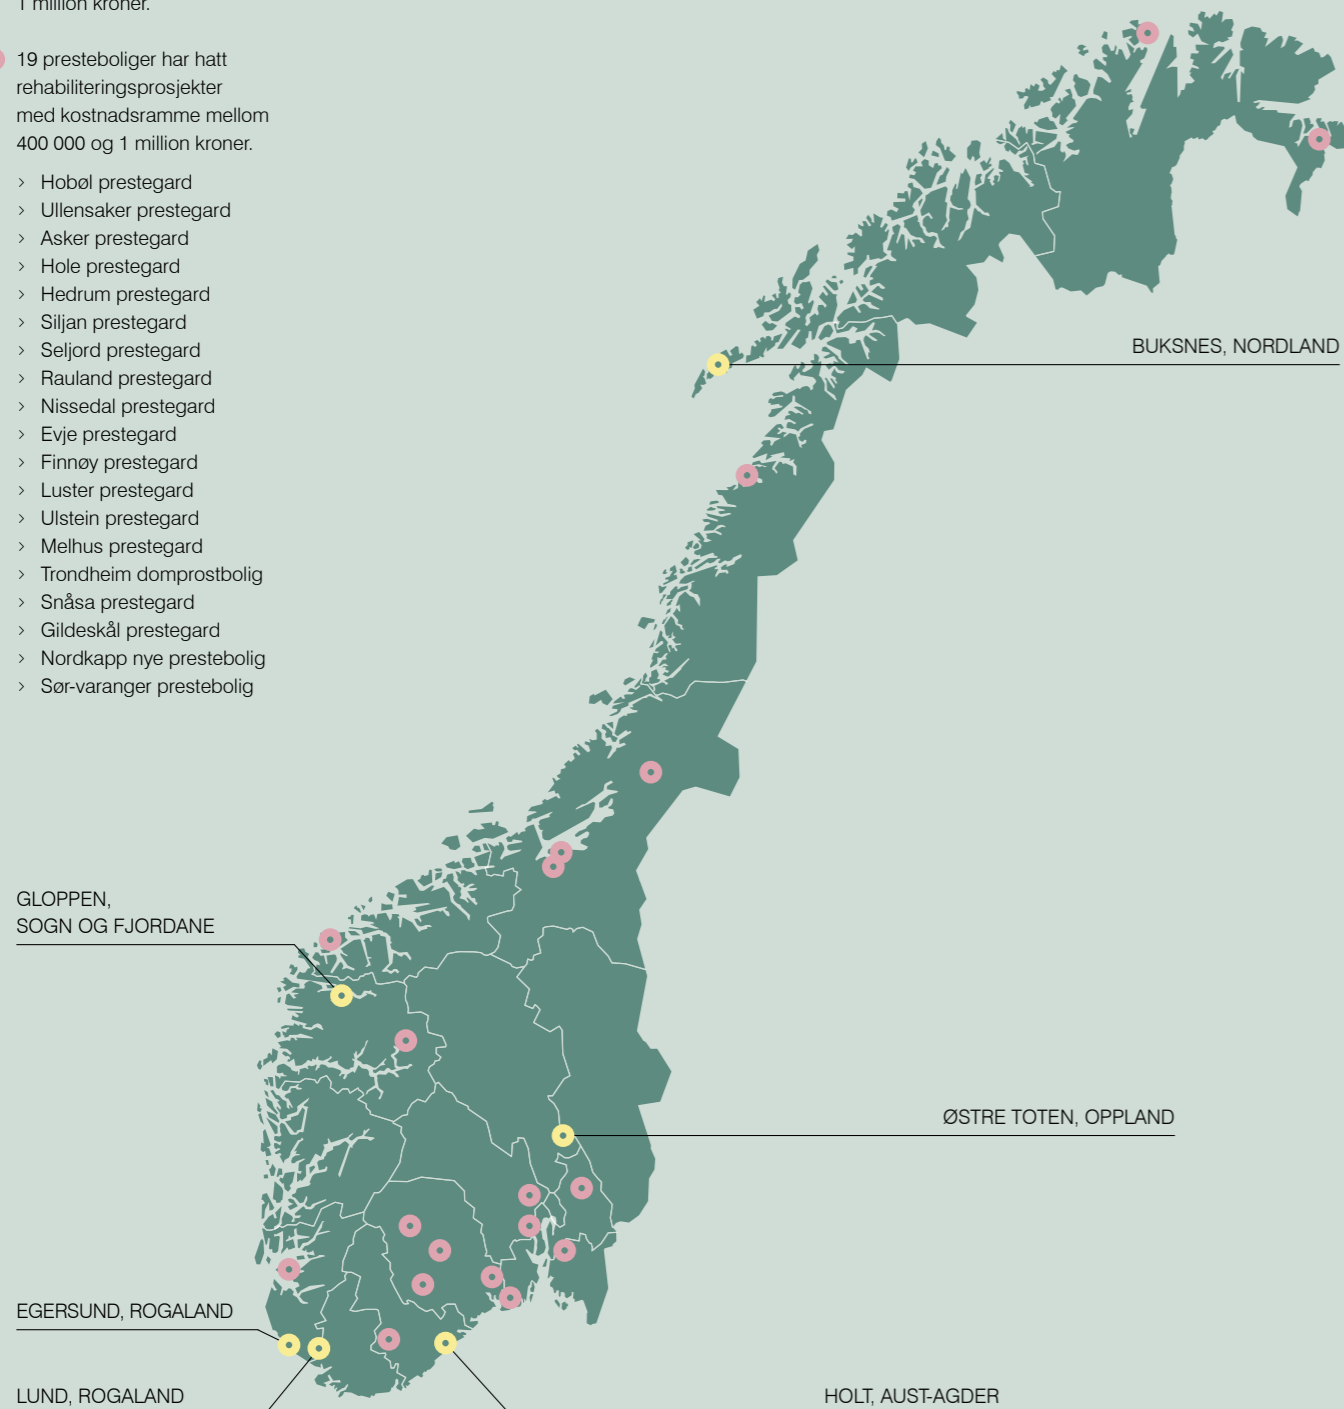 1 million kroner.
19 presteboliger har hatt
rehabiliteringsprosjekter
med kostnadsramme mellom
400 000 og 1 million kroner.
› Hobøl prestegard
› Ullensaker prestegard
› Asker prestegard
› Hole prestegard
› Hedrum prestegard
› Siljan prestegard
› Seljord prestegard
› Rauland prestegard
› Nissedal prestegard
› Evje prestegard
› Finnøy prestegard
› Luster prestegard
› Ulstein prestegard
› Melhus prestegard
› Trondheim domprostbolig
› Snåsa prestegard
› Gildeskål prestegard
› Nordkapp nye prestebolig
› Sør-varanger prestebolig
BUKSNES, NORDLAND
GLOPPEN,
SOGN OG FJORDANE
ØSTRE TOTEN, OPPLAND
EGERSUND, ROGALAND
LUND, ROGALAND
HOLT, AUST-AGDER